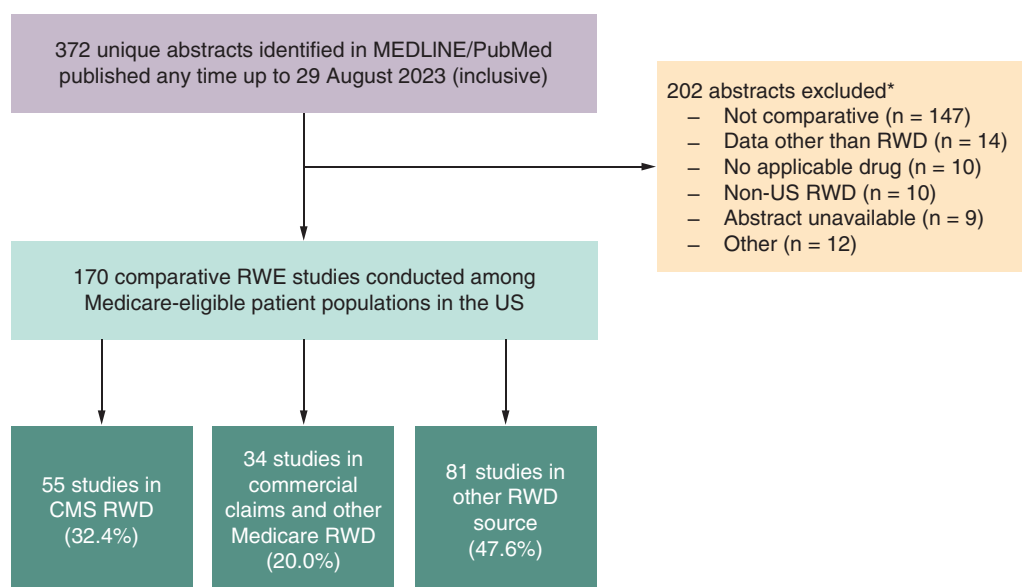 372 unique abstracts identified in MEDLINE/PubMed
published any time up to 29 August 2023 (inclusive)
202 abstracts excluded*
– Not comparative (n = 147)
– Data other than RWD (n = 14)
– No applicable drug (n = 10)
– Non-US RWD (n = 10)
– Abstract unavailable (n = 9)
– Other (n = 12)
170 comparative RWE studies conducted among
Medicare-eligible patient populations in the US
55 studies in
CMS RWD
(32.4%)
34 studies in
commercial
claims and other
Medicare RWD
(20.0%)
81 studies in
other RWD
source
(47.6%)